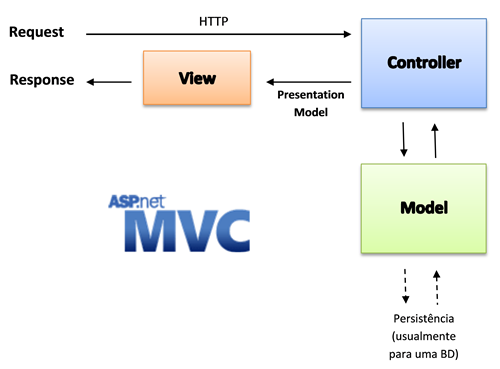 HTTP
Request
Controller
Response
View
Presentation
Model
Model
ASP.net
MVC
Persistência
(usualmente
para uma BD)